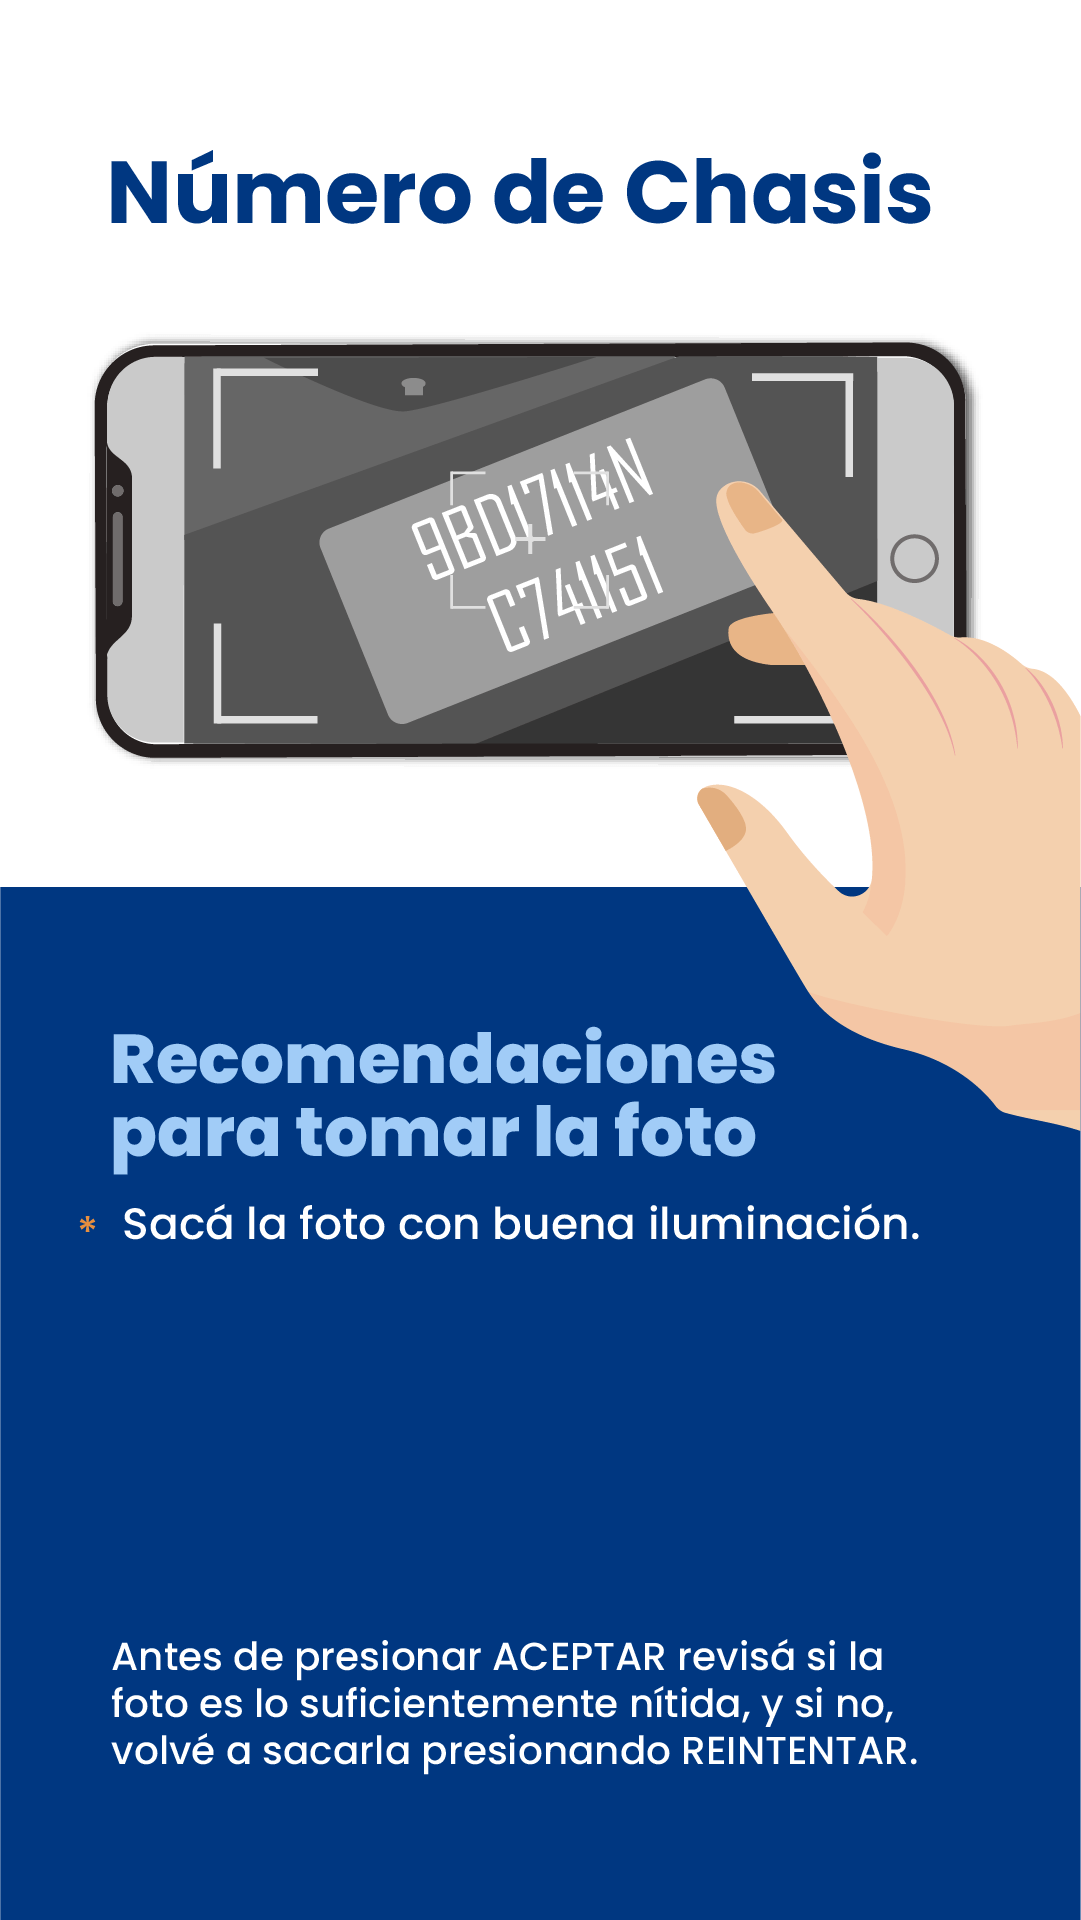 Número de Chasis
9BD17114N
C741151
Recomendaciones
para tomar la foto
* Sacá la foto con buena iluminación.
Antes de presionar ACEPTAR revisá si la
foto es lo suficientemente nítida, y si no,
volvé a sacarla presionando REINTENTAR.